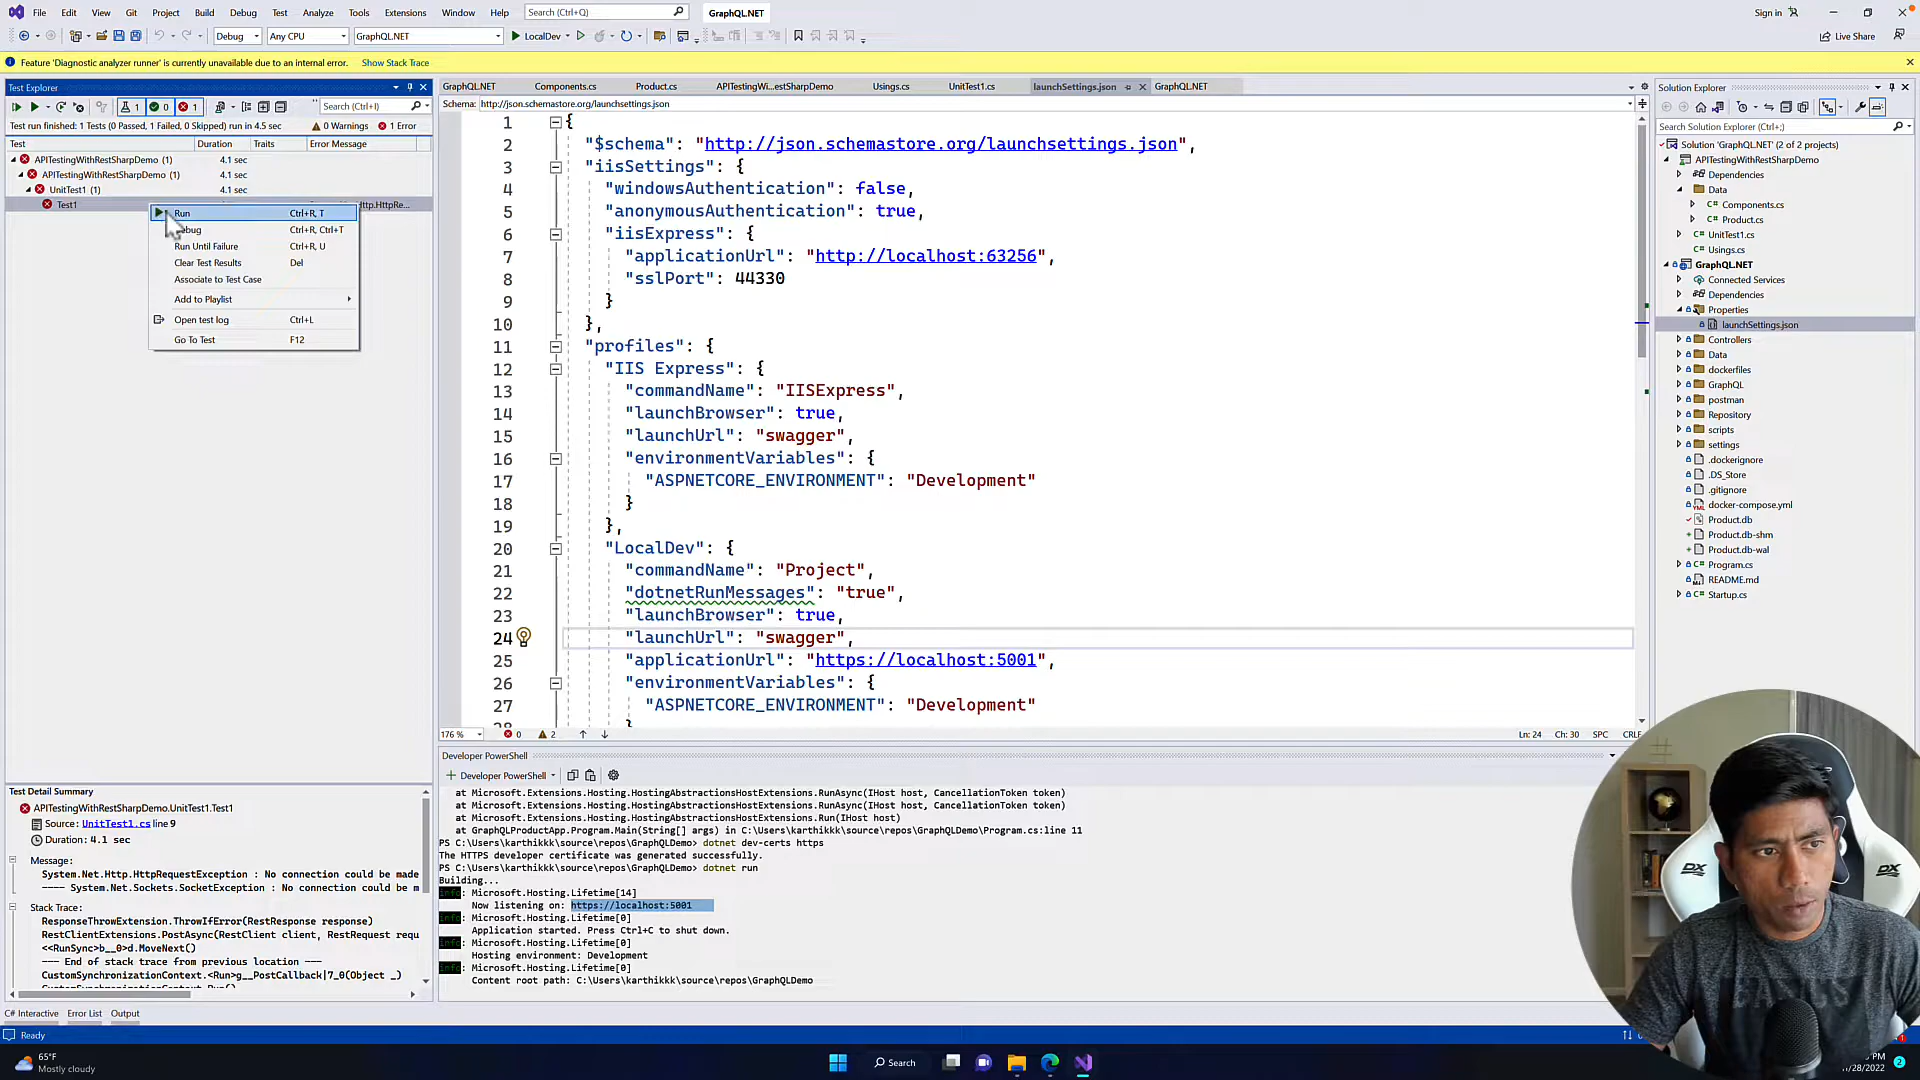 File Edit View Git Project Build Debug Test Analyze Tools Extensions Window Help Search (Ctrl+Q) GraphQL.NET Sign in
Debug Any CPU GraphQL.NET LocalDev Live Share
Feature 'Diagnostic analyzer runner' is currently unavailable due to an internal error. Show Stack Trace
Test Explorer
1 0 1 Search (Ctrl+I)
Test run finished: 1 Tests (0 Passed, 1 Failed, 0 Skipped) run in 4.5 sec 0 Warnings 1 Error
Test Duration Traits Error Message
APITestingWithRestSharpDemo (1) 4.1 sec
APITestingWithRestSharpDemo (1) 4.1 sec
UnitTest1 (1) 4.1 sec
Test1 Http.HttpRe...
Run Ctrl+R, T
Ctrl+R, Ctrl+T
Run Until Failure Ctrl+R, U
Clear Test Results Del
Associate to Test Case
Add to Playlist
Open test log Ctrl+L
Go To Test F12
GraphQL.NET Components.cs Product.cs APITestingWi...estSharpDemo Usings.cs UnitTest1.cs launchSettings.json GraphQL.NET
Schema: http://json.schemastore.org/launchsettings.json
1 {
2 "$schema": "http://json.schemastore.org/launchsettings.json",
3 "iisSettings": {
4 "windowsAuthentication": false,
5 "anonymousAuthentication": true,
6 "iisExpress": {
7 "applicationUrl": "http://localhost:63256",
8 "sslPort": 44330
9 }
10 },
11 "profiles": {
12 "IIS Express": {
13 "commandName": "IISExpress",
14 "launchBrowser": true,
15 "launchUrl": "swagger",
16 "environmentVariables": {
17 "ASPNETCORE_ENVIRONMENT": "Development"
18 }
19 },
20 "LocalDev": {
21 "commandName": "Project",
22 "dotnetRunMessages": "true",
23 "launchBrowser": true,
24 "launchUrl": "swagger",
25 "applicationUrl": "https://localhost:5001",
26 "environmentVariables": {
27 "ASPNETCORE_ENVIRONMENT": "Development"
28 }
176 % 0 2 Ln: 24 Ch: 30 SPC CRLF
Solution Explorer
Search Solution Explorer (Ctrl+;)
Solution 'GraphQL.NET' (2 of 2 projects)
APITestingWithRestSharpDemo
Dependencies
Data
Components.cs
Product.cs
UnitTest1.cs
Usings.cs
GraphQL.NET
Connected Services
Dependencies
Properties
launchSettings.json
Controllers
Data
dockerfiles
GraphQL
postman
Repository
scripts
settings
.dockerignore
.DS_Store
.gitignore
docker-compose.yml
Product.db
Product.db-shm
Product.db-wal
Program.cs
README.md
Startup.cs
Test Detail Summary
APITestingWithRestSharpDemo.UnitTest1.Test1
Source: UnitTest1.cs line 9
Duration: 4.1 sec
Message:
System.Net.Http.HttpRequestException : No connection could be made
---- System.Net.Sockets.SocketException : No connection could be m
Stack Trace:
ResponseThrowExtension.ThrowIfError(RestResponse response)
RestClientExtensions.PostAsync(RestClient client, RestRequest requ
<<RunSync>b__0>d.MoveNext()
--- End of stack trace from previous location ---
CustomSynchronizationContext.<Run>g__PostCallback|7_0(Object _)
CustomSynchronizationContext.Run()
Developer PowerShell
Developer PowerShell
at Microsoft.Extensions.Hosting.HostingAbstractionsHostExtensions.RunAsync(IHost host, CancellationToken token)
at Microsoft.Extensions.Hosting.HostingAbstractionsHostExtensions.RunAsync(IHost host, CancellationToken token)
at Microsoft.Extensions.Hosting.HostingAbstractionsHostExtensions.Run(IHost host)
at GraphQLProductApp.Program.Main(String[] args) in C:\Users\karthikkk\source\repos\GraphQLDemo\Program.cs:line 11
PS C:\Users\karthikkk\source\repos\GraphQLDemo> dotnet dev-certs https
The HTTPS developer certificate was generated successfully.
PS C:\Users\karthikkk\source\repos\GraphQLDemo> dotnet run
Building...
info: Microsoft.Hosting.Lifetime[14]
Now listening on: https://localhost:5001
info: Microsoft.Hosting.Lifetime[0]
Application started. Press Ctrl+C to shut down.
info: Microsoft.Hosting.Lifetime[0]
Hosting environment: Development
info: Microsoft.Hosting.Lifetime[0]
Content root path: C:\Users\karthikkk\source\repos\GraphQLDemo
C# Interactive Error List Output
Ready
65°F
Mostly cloudy
Search
2